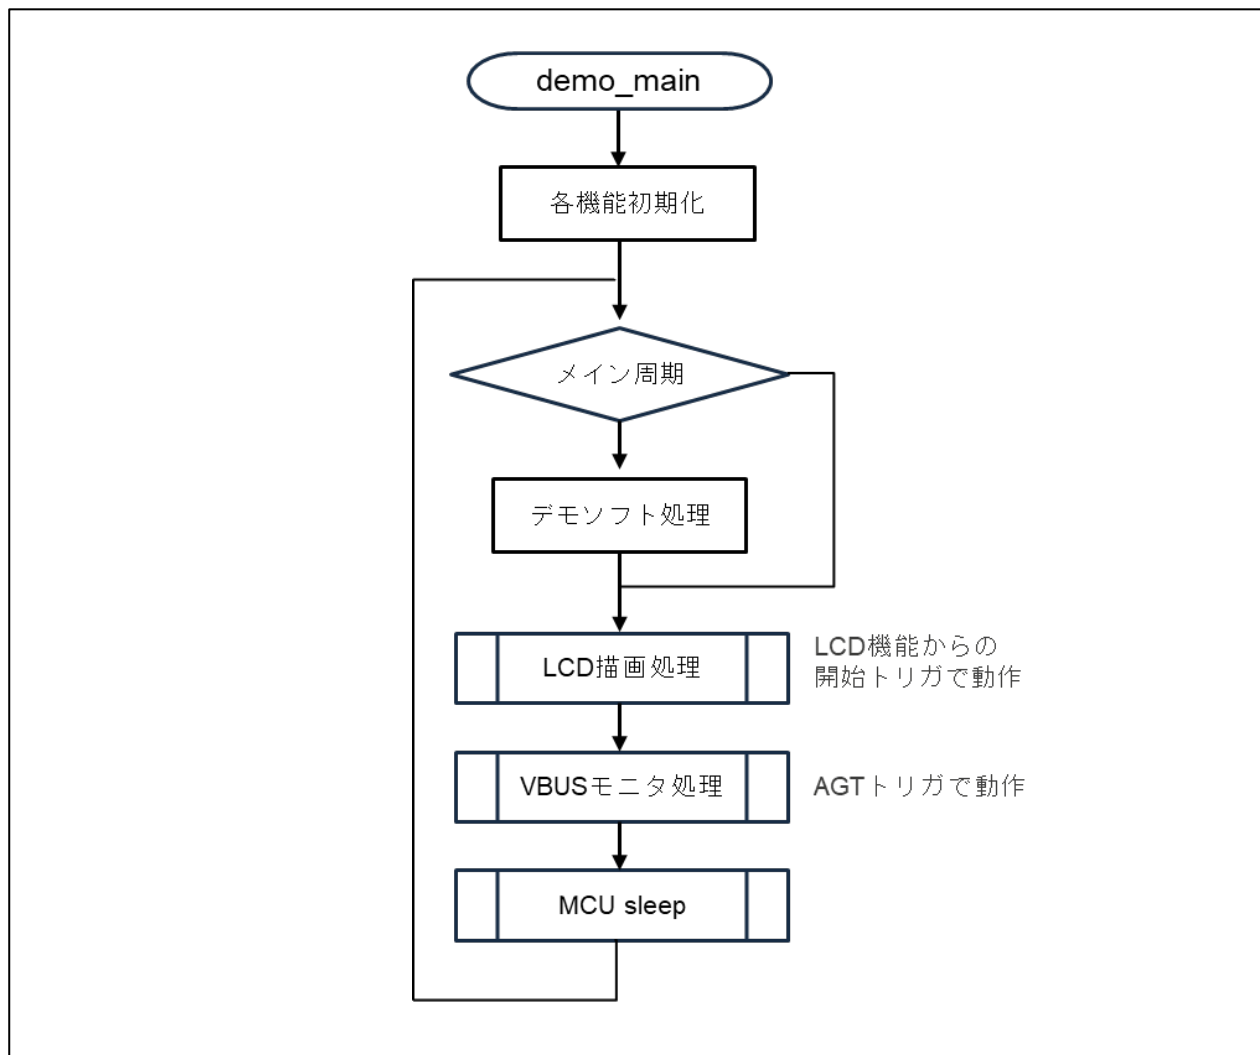 demo_main
各機能初期化
メイン周期
デモソフト処理
LCD描画処理
LCD機能からの
開始トリガで動作
VBUSモニタ処理
AGTトリガで動作
MCU sleep